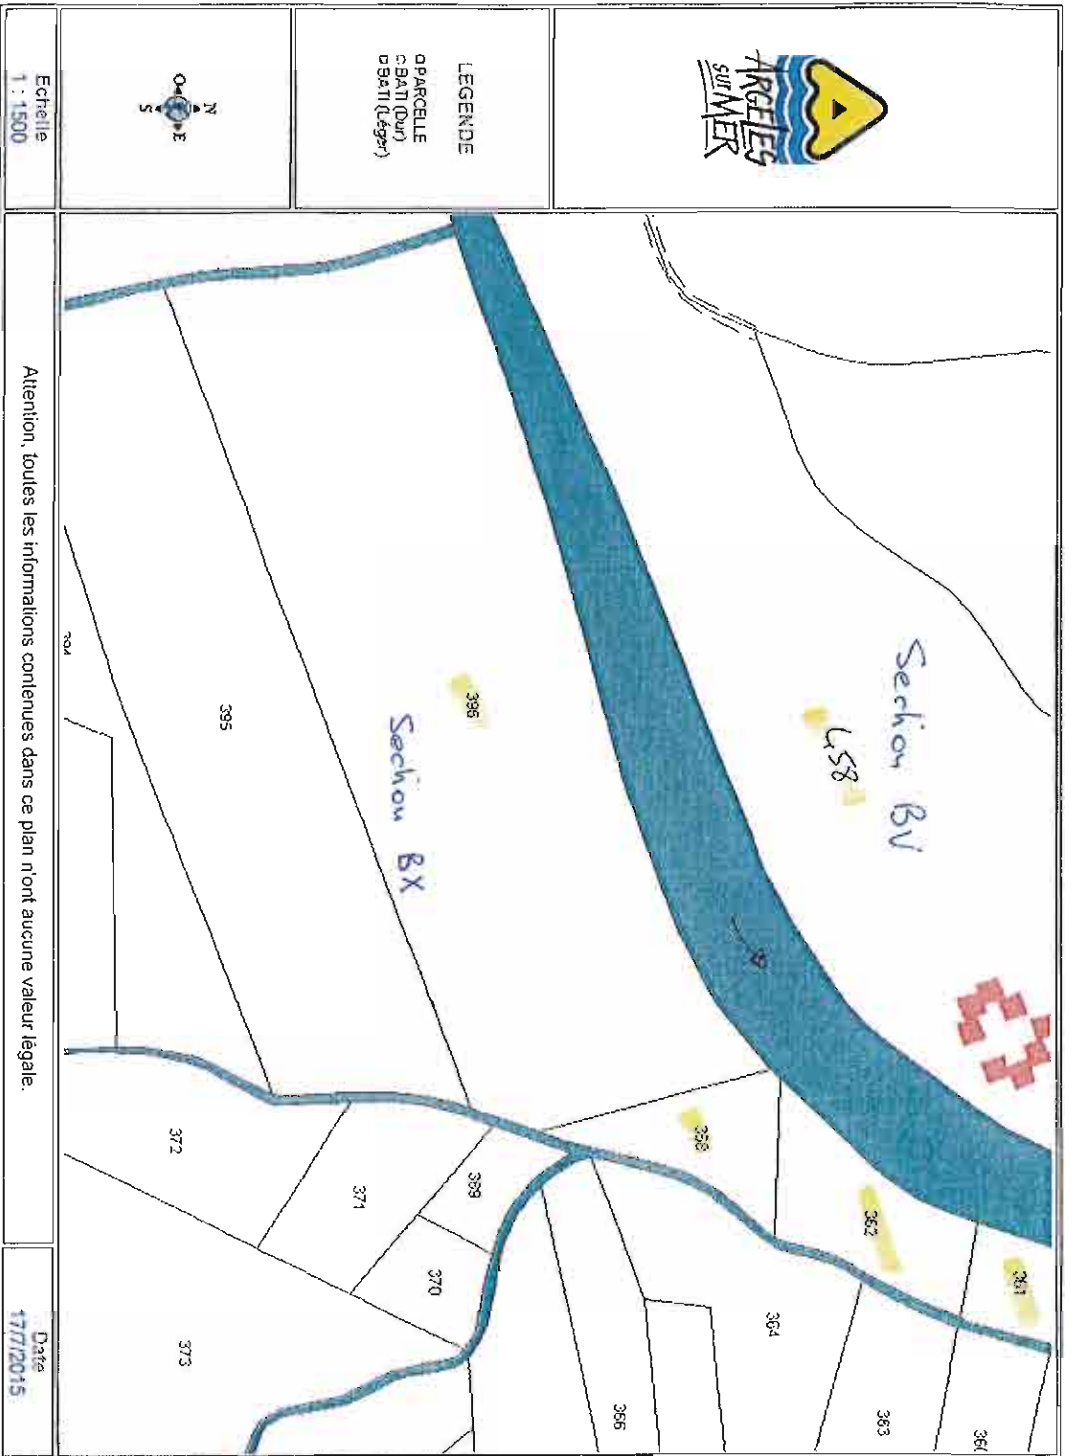 ARGELES
SUR MER
LEGENDE
PARCELLE
BATI (Dur)
BATI (Léger)
N
O
E
S
Echelle
1 : 1500
Section BV
458
Section BX
396
395
394
361
362
363
364
366
369
370
371
372
373
Attention, toutes les informations contenues dans ce plan n'ont aucune valeur légale.
Date
17/7/2015